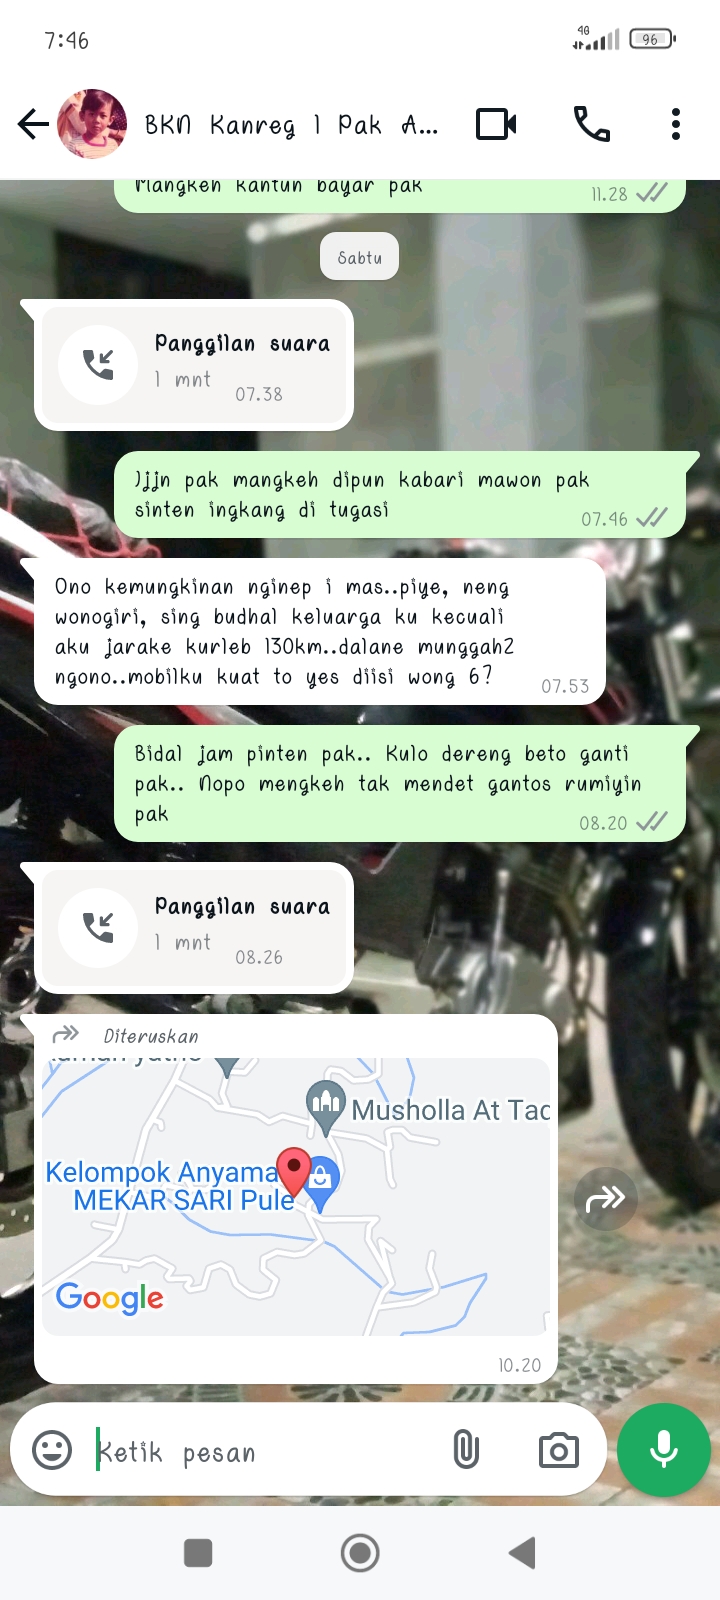 7:46
4G
96
BKN Kanreg 1 Pak A...
Mangkeh kantun bayar pak
11.28
Sabtu
Panggilan suara
1 mnt
07.38
Jjjn pak mangkeh dipun kabari mawon pak
sinten ingkang di tugasi
07.46
Ono kemungkinan nginep i mas..piye, neng
wonogiri, sing budhal keluarga ku kecuali
aku jarake kurleb 130km..dalane munggah2
ngono..mobilku kuat to yes diisi wong 6?
07.53
Bidal jam pinten pak.. Kulo dereng beto ganti
pak.. Nopo mengkeh tak mendet gantos rumiyin
pak
08.20
Panggilan suara
1 mnt
08.26
Diteruskan
Musholla At Taq
Kelompok Anyama
MEKAR SARI Pule
Google
10.20
Ketik pesan